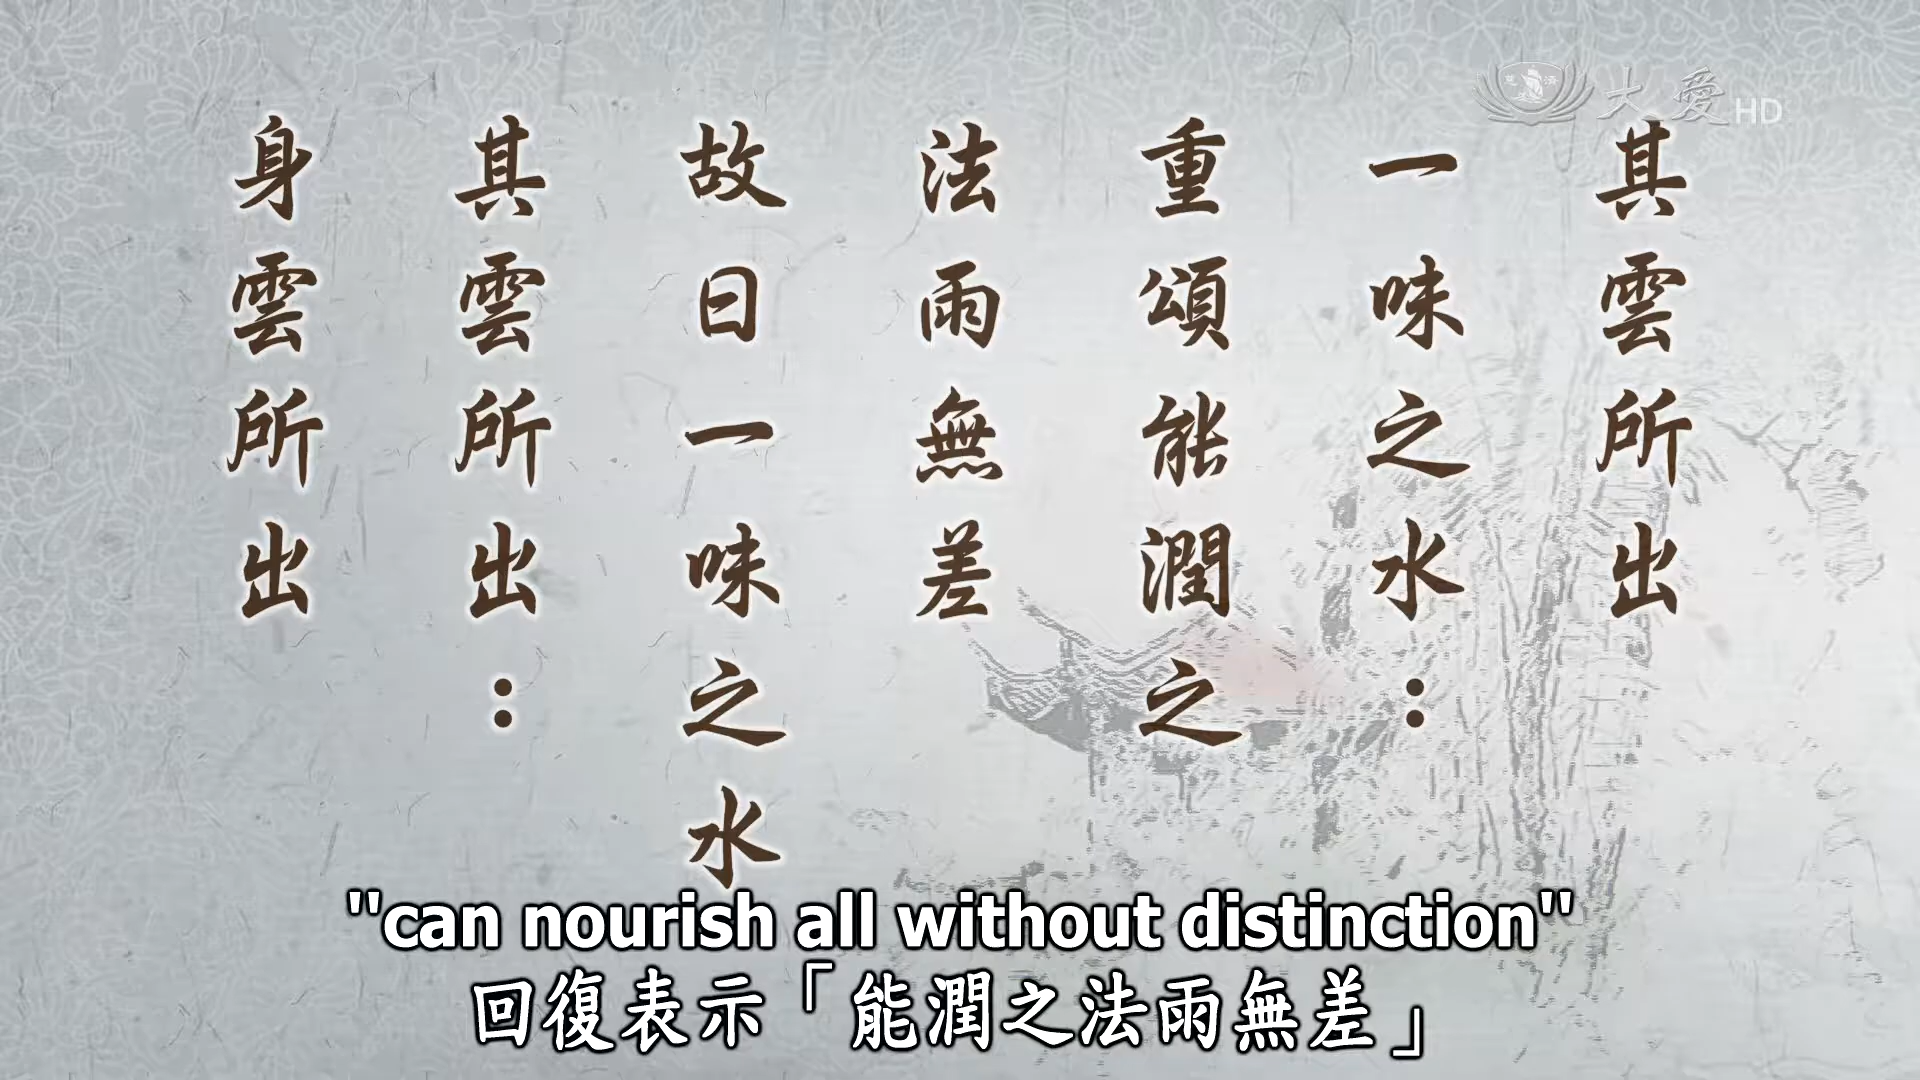 其雲所出
一味之水：
重頌能潤之
法雨無差
故曰一味之水
其雲所出：
身雲所出
大愛HD
慈濟
"can nourish all without distinction"
回復表示「能潤之法雨無差」